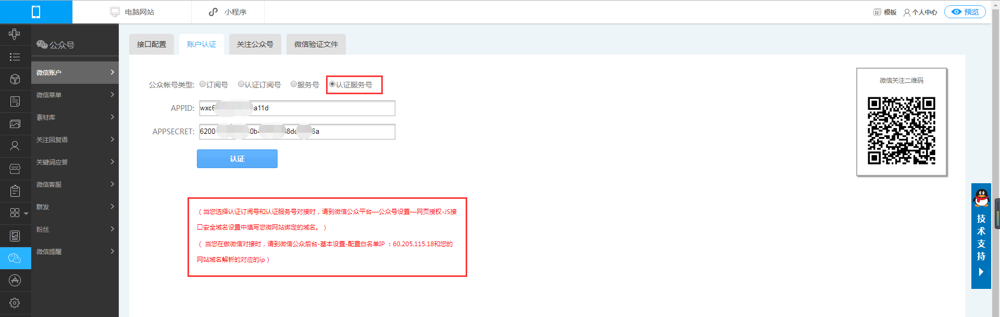 电脑网站
小程序
模板
个人中心
预览
公众号
微信账户
微信菜单
素材库
关注回复语
关键词应答
微信客服
群发
粉丝
微信提醒
接口配置
账户认证
关注公众号
微信验证文件
公众帐号类型: 订阅号 认证订阅号 服务号 认证服务号
APPID: wxc6 a11d
APPSECRET: 6200 0b 8dc 6a
认证
（当您选择认证订阅号和认证服务号对接时，请到微信公众平台—公众号设置—网页授权-JS接
口安全域名设置中填写您微网站绑定的域名。）
（ 当您在做微信对接时，请到微信公众后台-基本设置-配置白名单IP ：60.205.115.18和您的
网站域名解析的对应的ip）
微信关注二维码
技
术
支
持